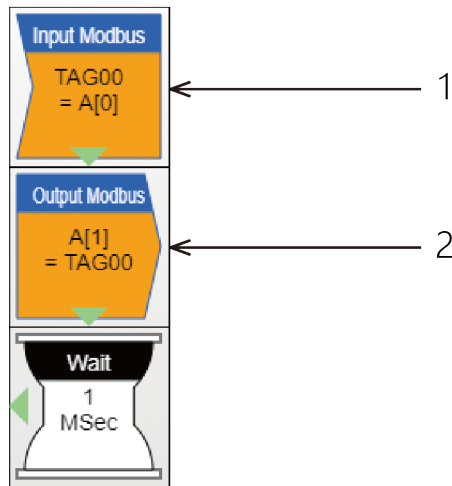 Input Modbus
TAG00
= A[0]
1
Output Modbus
A[1]
= TAG00
2
Wait
1
MSec